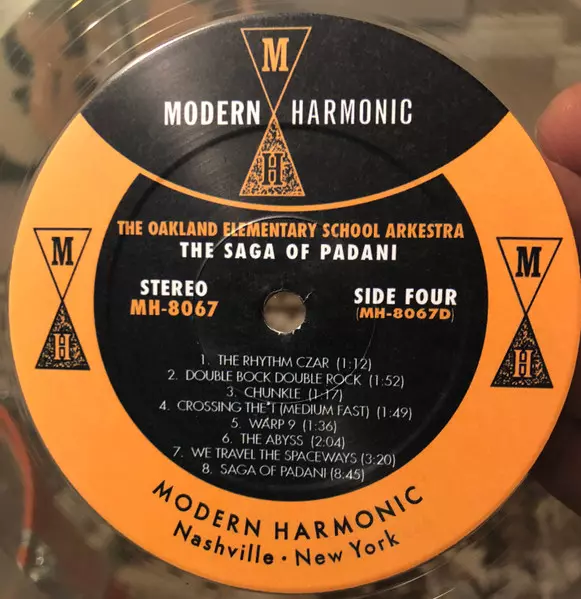 M
MODERN HARMONIC
H
THE OAKLAND ELEMENTARY SCHOOL ARKESTRA
THE SAGA OF PADANI
M
H
M
H
STEREO
MH-8067
SIDE FOUR
(MH-8067D)
1. THE RHYTHM CZAR (1:12)
2. DOUBLE BOCK DOUBLE ROCK (1:52)
3. CHUNKLE (1:17)
4. CROSSING THE T (MEDIUM FAST) (1:49)
5. WARP 9 (1:36)
6. THE ABYSS (2:04)
7. WE TRAVEL THE SPACEWAYS (3:20)
8. SAGA OF PADANI (8:45)
MODERN HARMONIC
Nashville • New York